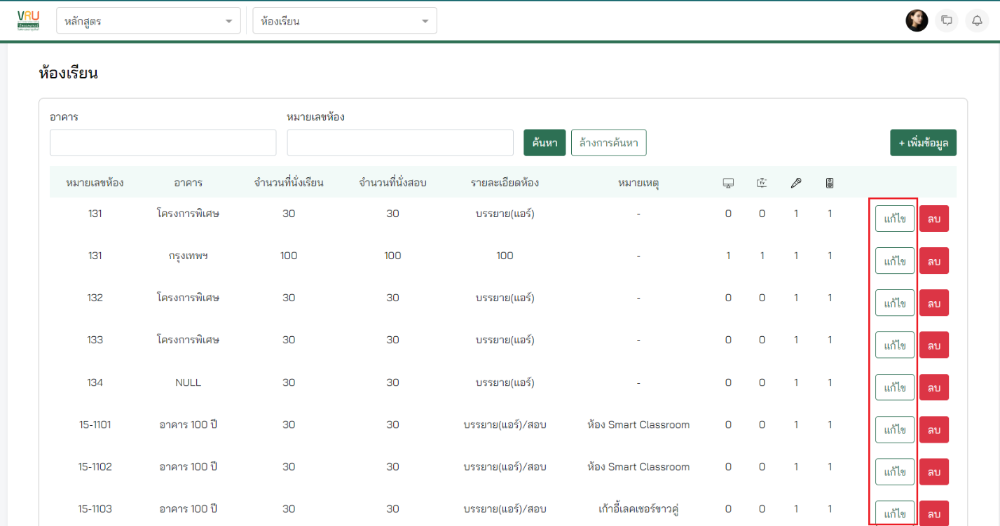 VRU
หลักสูตร
ห้องเรียน
ห้องเรียน
อาคาร
หมายเลขห้อง
ค้นหา
ล้างการค้นหา
+ เพิ่มข้อมูล
หมายเลขห้อง อาคาร จำนวนที่นั่งเรียน จำนวนที่นั่งสอบ รายละเอียดห้อง หมายเหตุ TV
131 โครงการพิเศษ 30 30 บรรยาย(แอร์) - 0 0 1 1 แก้ไข ลบ
131 กรุงเทพฯ 100 100 100 - 1 1 1 1 แก้ไข ลบ
132 โครงการพิเศษ 30 30 บรรยาย(แอร์) - 0 0 1 1 แก้ไข ลบ
133 โครงการพิเศษ 30 30 บรรยาย(แอร์) - 0 0 1 1 แก้ไข ลบ
134 NULL 30 30 บรรยาย(แอร์) - 0 0 1 1 แก้ไข ลบ
15-1101 อาคาร 100 ปี 30 30 บรรยาย(แอร์)/สอบ ห้อง Smart Classroom 0 0 1 1 แก้ไข ลบ
15-1102 อาคาร 100 ปี 30 30 บรรยาย(แอร์)/สอบ ห้อง Smart Classroom 0 0 1 1 แก้ไข ลบ
15-1103 อาคาร 100 ปี 30 30 บรรยาย(แอร์)/สอบ เก้าอี้เลคเชอร์ขาวคู่ 0 0 1 1 แก้ไข ลบ